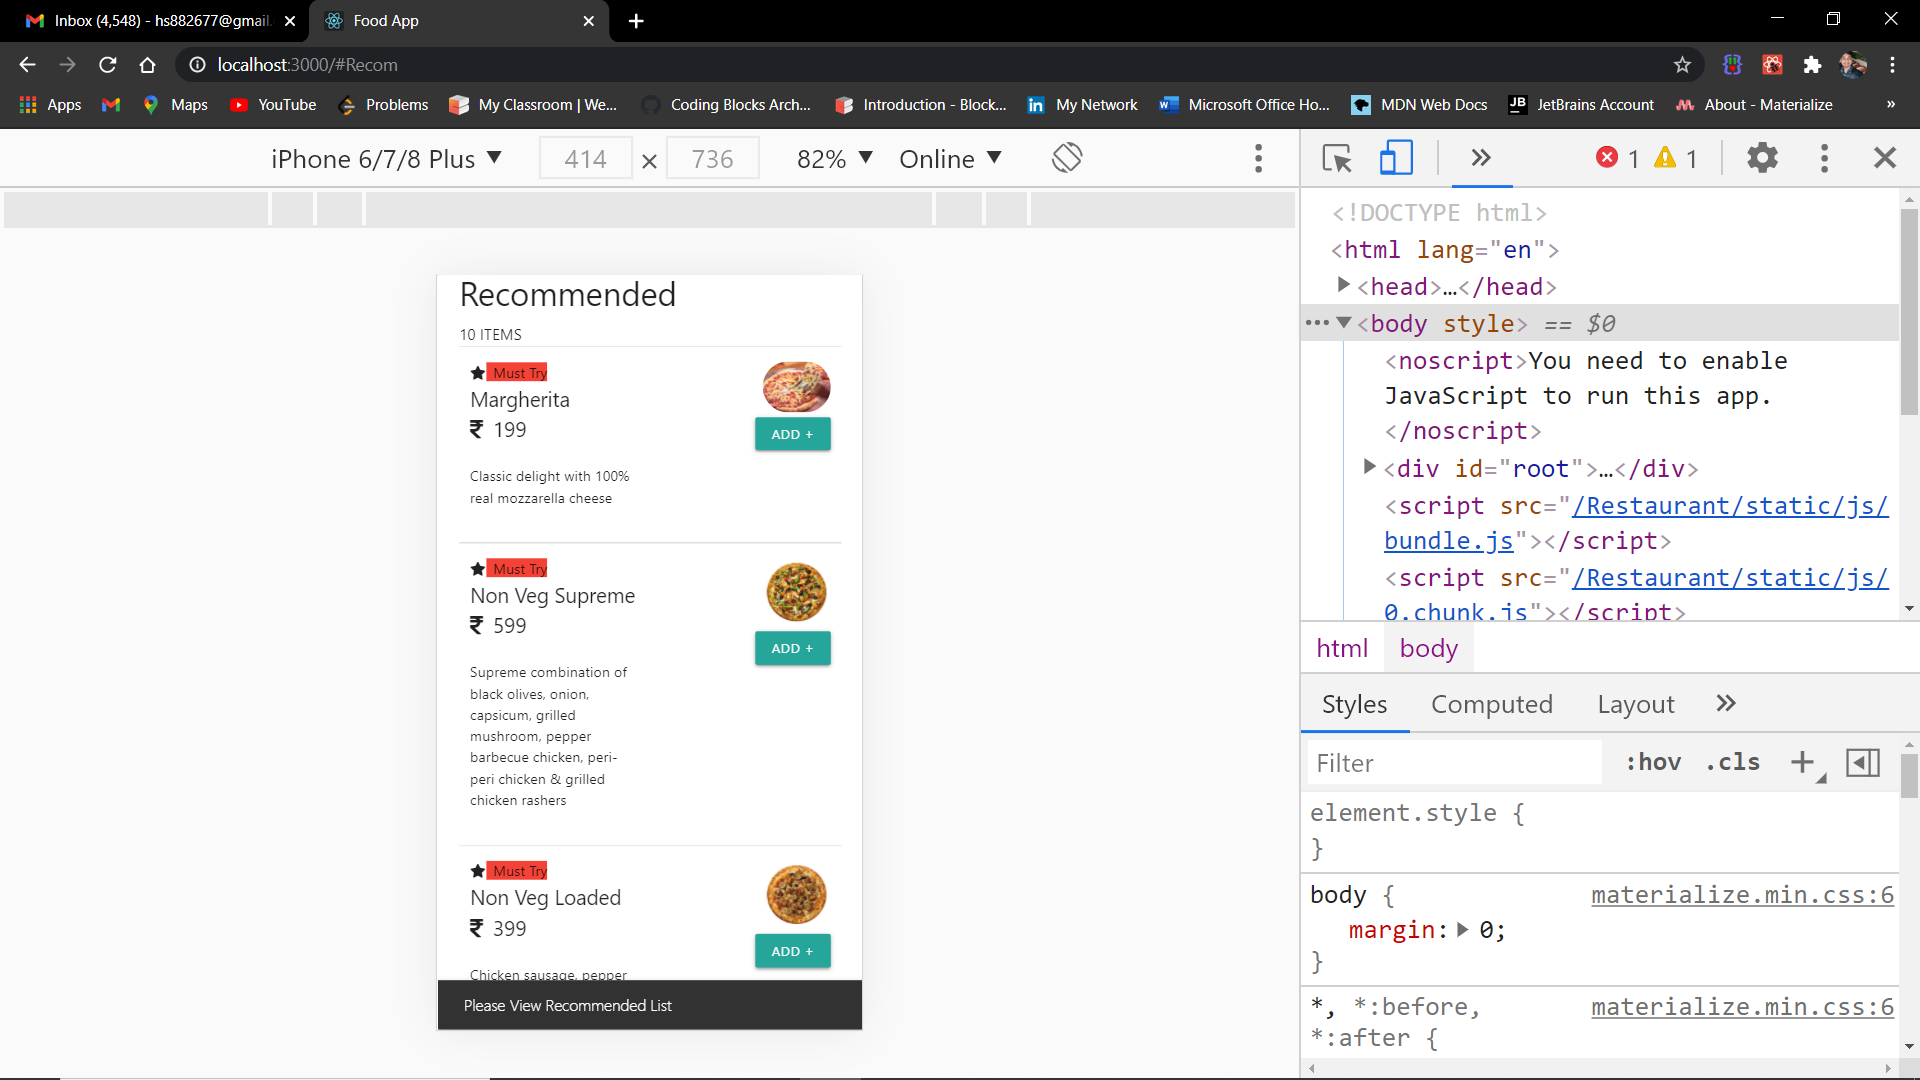 Inbox (4,548) - hs882677@gmail.
Food App
localhost:3000/#Recom
Apps
Maps
YouTube
Problems
My Classroom | We...
Coding Blocks Arch...
Introduction - Block...
My Network
Microsoft Office Ho...
MDN Web Docs
JetBrains Account
About - Materialize
»
iPhone 6/7/8 Plus
414 × 736
82%
Online
1 1
Recommended
10 ITEMS
Must Try
Margherita
₹ 199
ADD +
Classic delight with 100%
real mozzarella cheese
Must Try
Non Veg Supreme
₹ 599
ADD +
Supreme combination of
black olives, onion,
capsicum, grilled
mushroom, pepper
barbecue chicken, peri-
peri chicken & grilled
chicken rashers
Must Try
Non Veg Loaded
₹ 399
ADD +
Chicken sausage, pepper
Please View Recommended List
<!DOCTYPE html>
<html lang="en">
<head>…</head>
<body style> == $0
<noscript>You need to enable
JavaScript to run this app.
</noscript>
<div id="root">…</div>
<script src="/Restaurant/static/js/
bundle.js"></script>
<script src="/Restaurant/static/js/
0.chunk.js"></script>
html body
Styles Computed Layout »
Filter :hov .cls +
element.style {
}
body { materialize.min.css:6
margin: 0;
}
*, *:before, materialize.min.css:6
*:after {